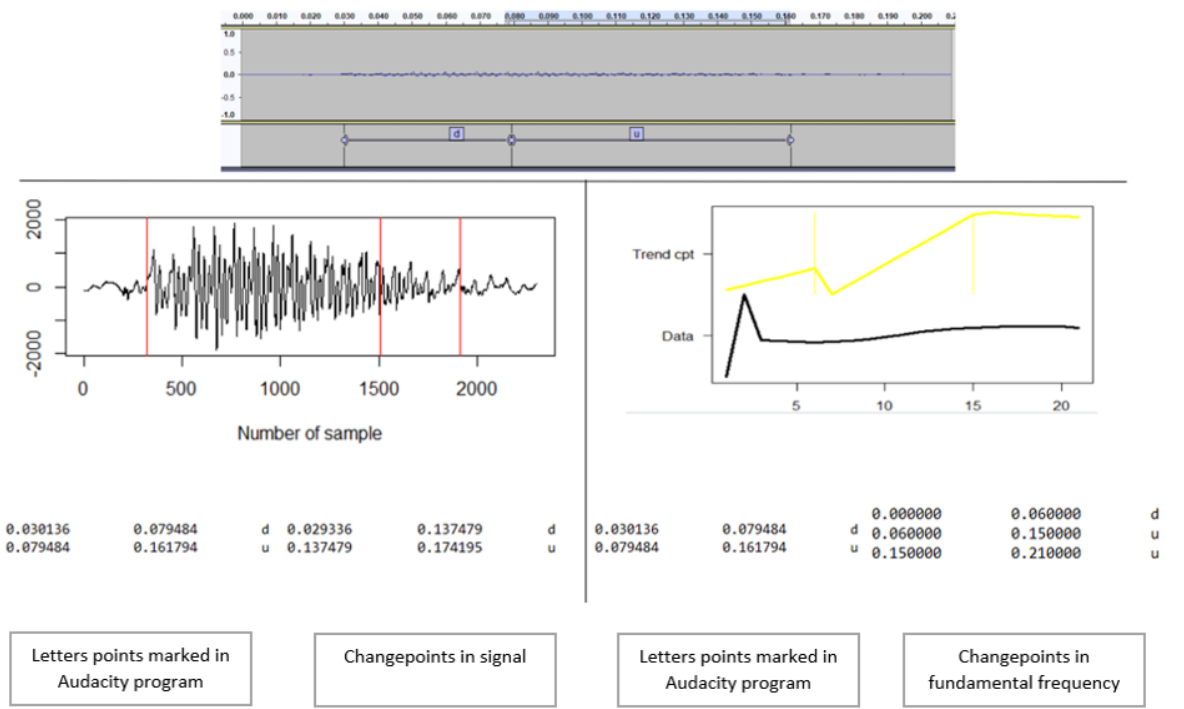 0.000 0.010 0.020 0.030 0.040 0.050 0.060 0.070 0.080 0.090 0.100 0.110 0.120 0.130 0.140 0.150 0.160 0.170 0.180 0.190 0.200
1.0
0.5
0.0
-0.5
-1.0
d u
2000
0
-2000
0 500 1000 1500 2000
Number of sample
Trend cpt
Data
5 10 15 20
0.030136 0.079484 d 0.029336 0.137479 d
0.079484 0.161794 u 0.137479 0.174195 u
0.030136 0.079484 d
0.079484 0.161794 u
0.000000 0.060000 d
0.060000 0.150000 u
0.150000 0.210000 u
Letters points marked in
Audacity program
Changepoints in signal
Letters points marked in
Audacity program
Changepoints in
fundamental frequency